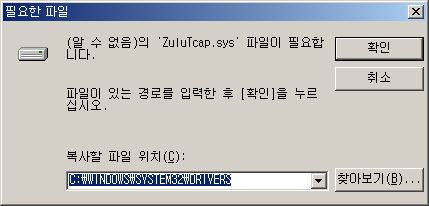 필요한 파일
(알 수 없음)의 'ZuluTcap.sys' 파일이 필요합
니다.
확인
취소
파일이 있는 경로를 입력한 후 [확인]을 누르
십시오.
복사할 파일 위치(C):
C:₩WINDOWS₩SYSTEM32₩DRIVERS
찾아보기(B)...